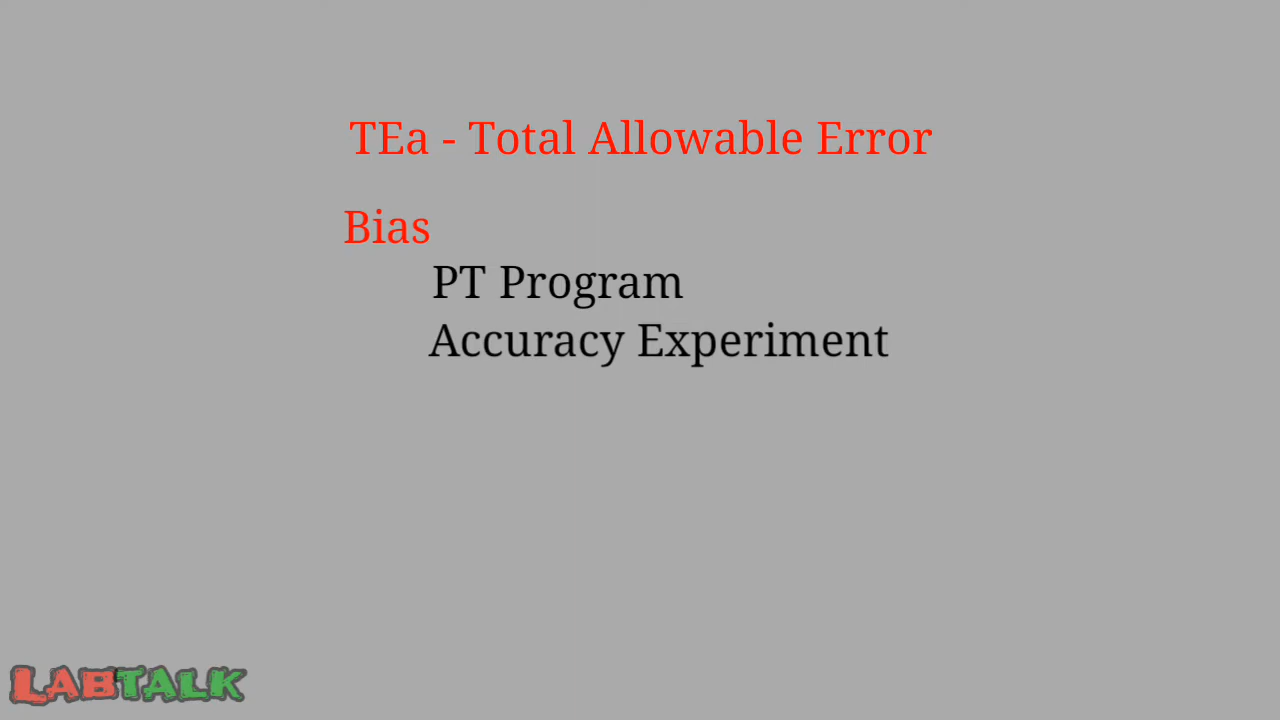 TEa - Total Allowable Error
Bias
PT Program
Accuracy Experiment
LABTALK